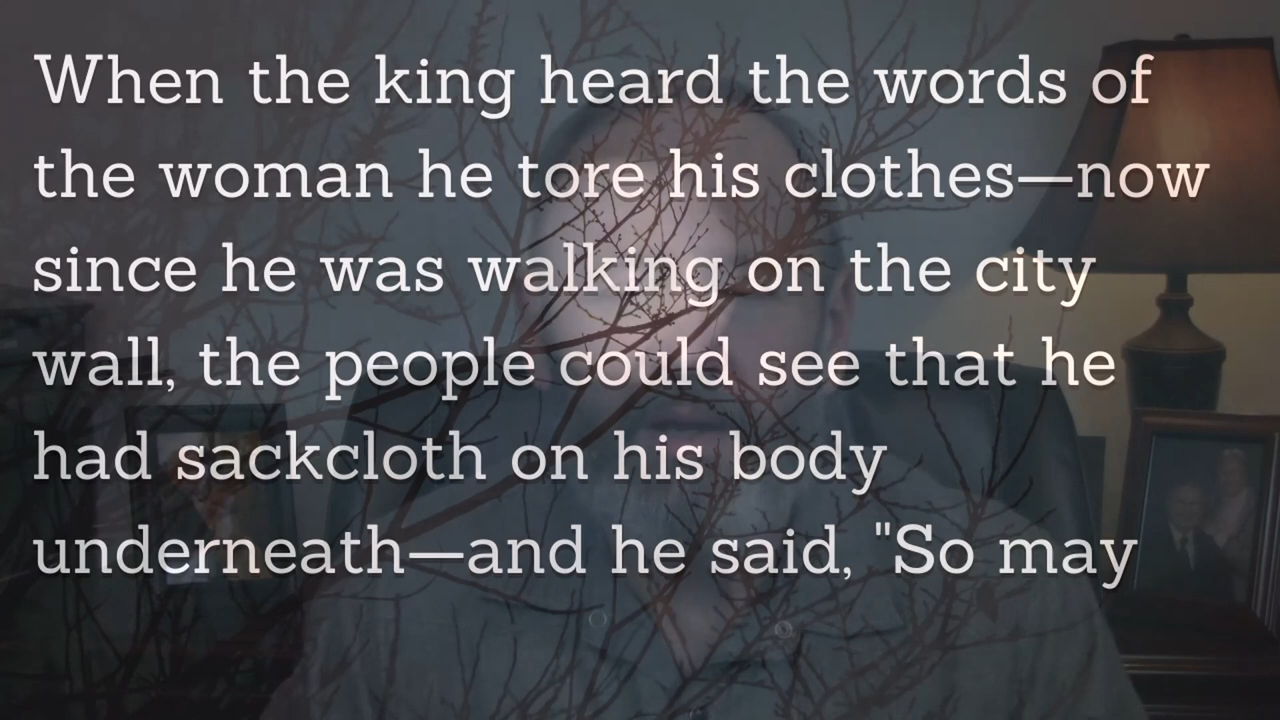 When the king heard the words of
the woman he tore his clothes—now
since he was walking on the city
wall, the people could see that he
had sackcloth on his body
underneath—and he said, "So may